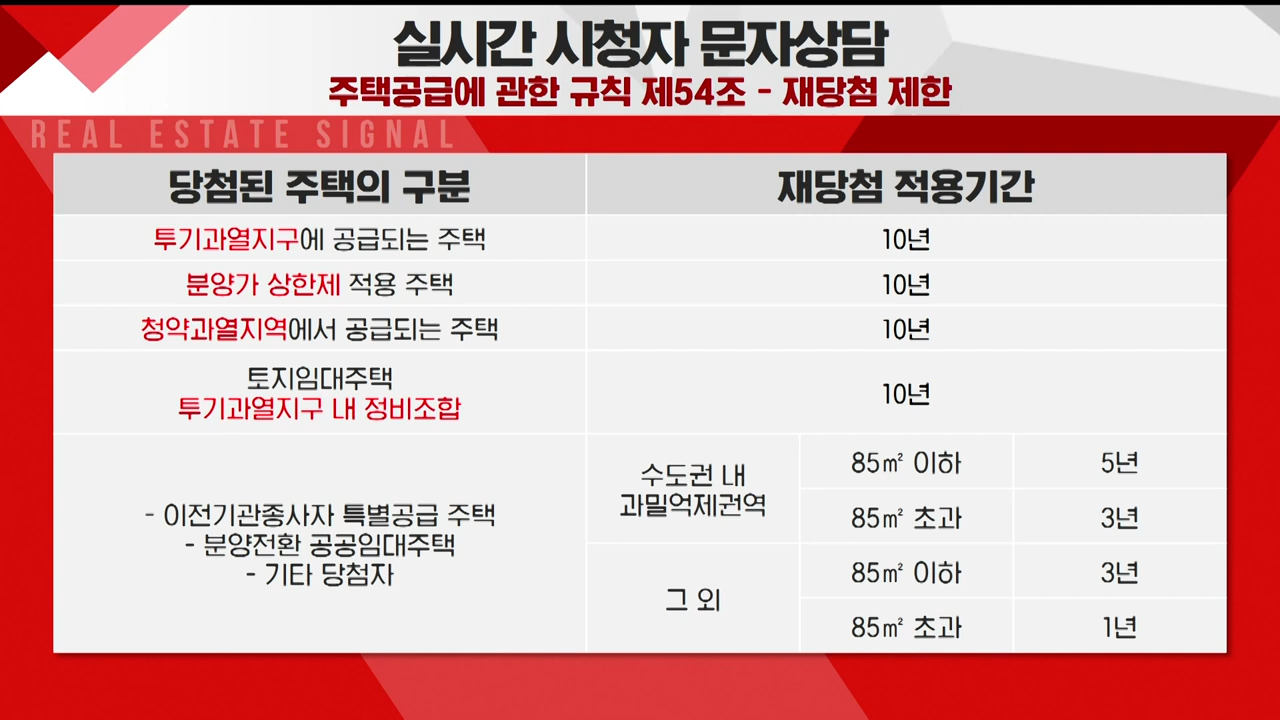 실시간 시청자 문자상담
주택공급에 관한 규칙 제54조 - 재당첨 제한
REAL ESTATE SIGNAL
당첨된 주택의 구분
재당첨 적용기간
투기과열지구에 공급되는 주택
10년
분양가 상한제 적용 주택
10년
청약과열지역에서 공급되는 주택
10년
토지임대주택
투기과열지구 내 정비조합
10년
- 이전기관종사자 특별공급 주택
- 분양전환 공공임대주택
- 기타 당첨자
수도권 내
과밀억제권역
85㎡ 이하
5년
85㎡ 초과
3년
그 외
85㎡ 이하
3년
85㎡ 초과
1년